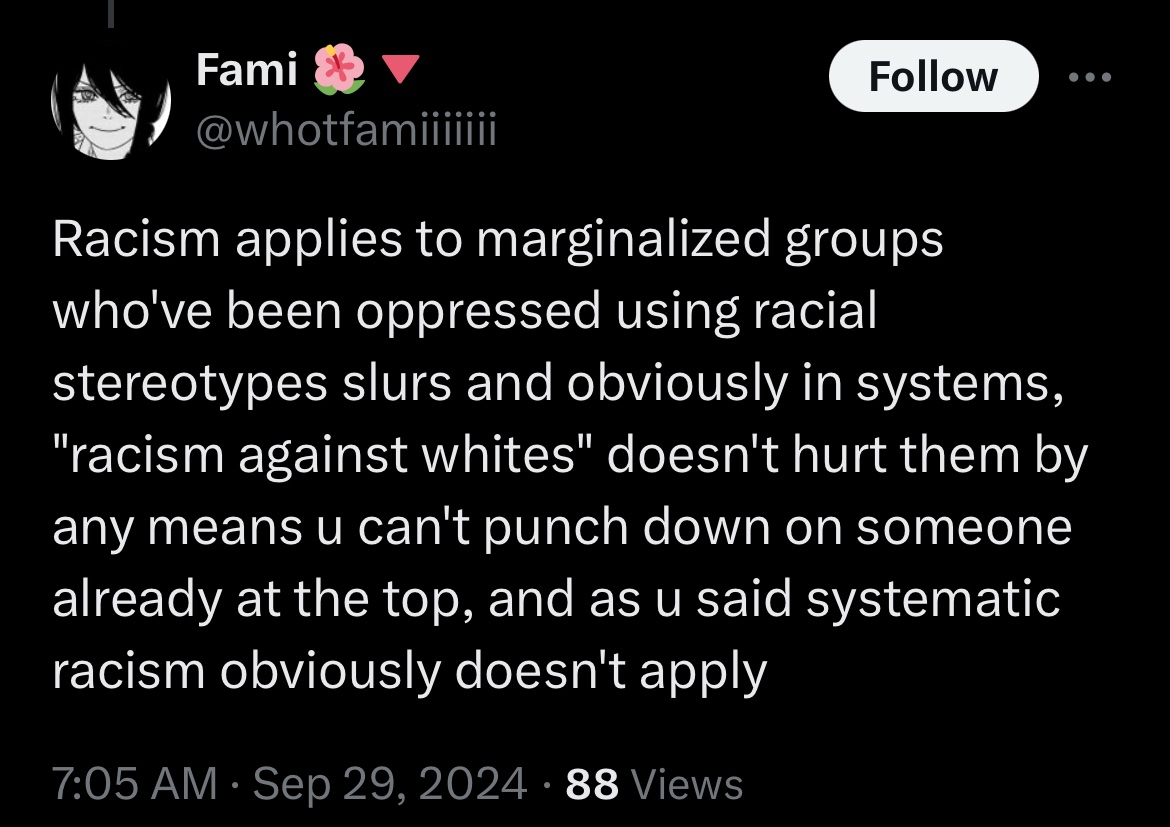 Fami 🌺🔻
Follow
@whotfamiiiiiii
Racism applies to marginalized groups
who've been oppressed using racial
stereotypes slurs and obviously in systems,
"racism against whites" doesn't hurt them by
any means u can't punch down on someone
already at the top, and as u said systematic
racism obviously doesn't apply
7:05 AM · Sep 29, 2024 · 88 Views